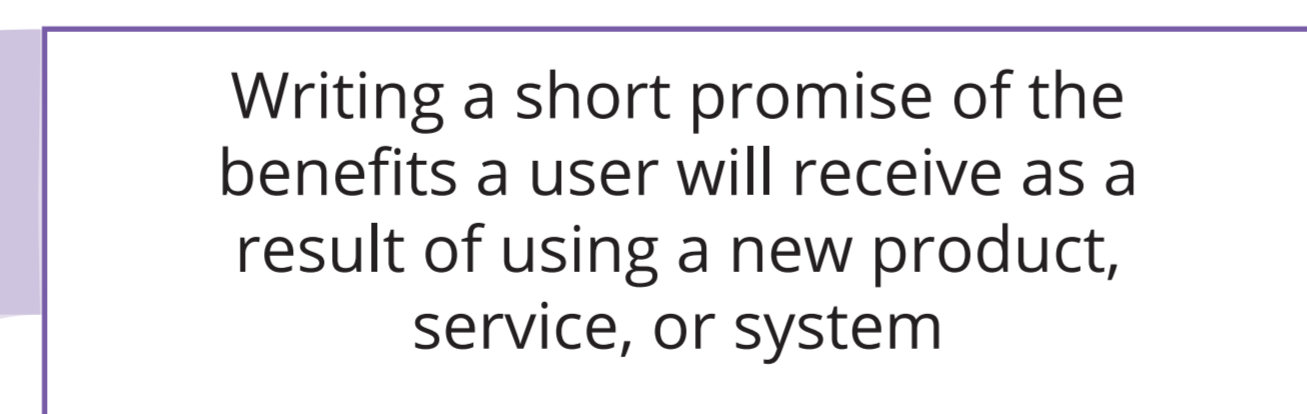 Writing a short promise of the
benefits a user will receive as a
result of using a new product,
service, or system